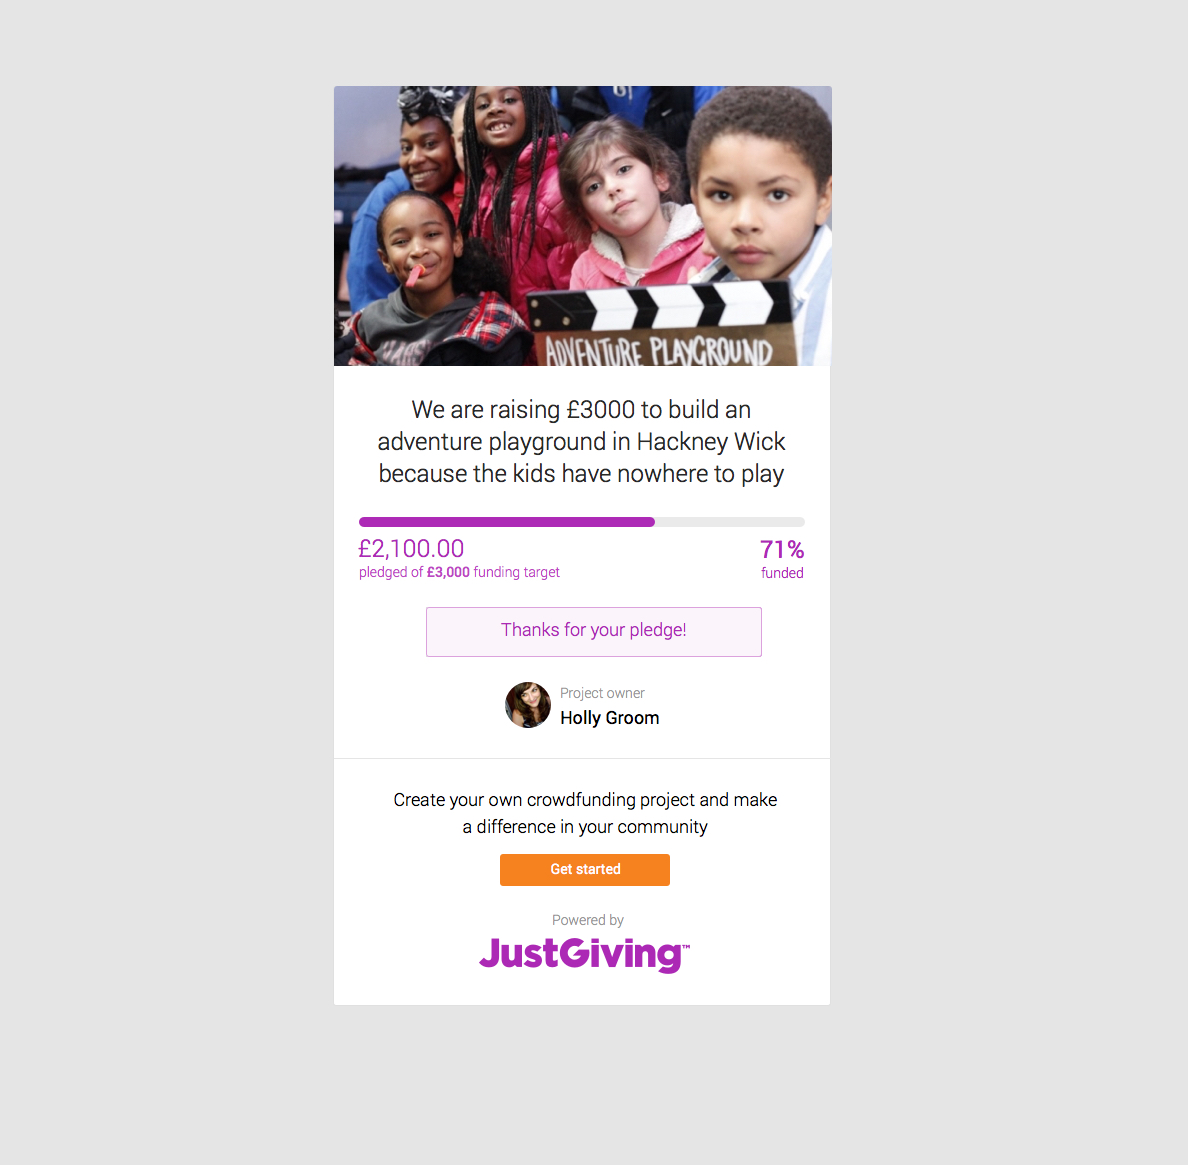 ADVENTURE PLAYGROUND
We are raising £3000 to build an
adventure playground in Hackney Wick
because the kids have nowhere to play
£2,100.00
71%
pledged of £3,000 funding target
funded
Thanks for your pledge!
Project owner
Holly Groom
Create your own crowdfunding project and make
a difference in your community
Get started
Powered by
JustGiving™